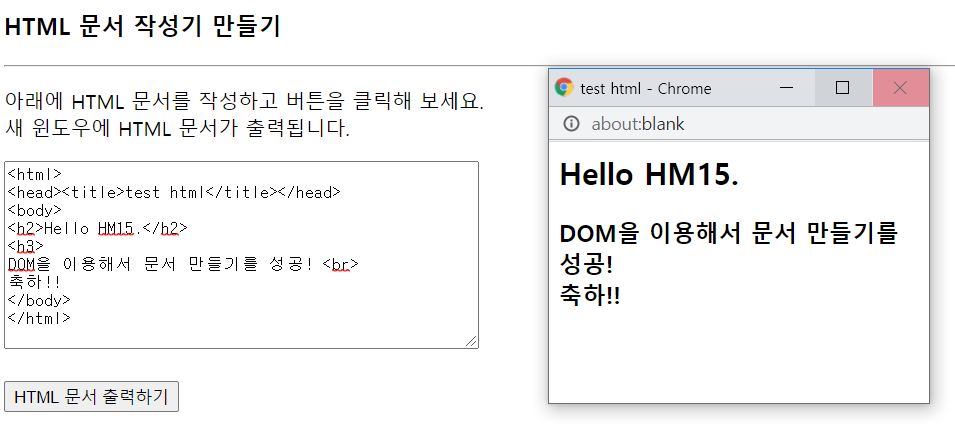 HTML 문서 작성기 만들기
아래에 HTML 문서를 작성하고 버튼을 클릭해 보세요.
새 윈도우에 HTML 문서가 출력됩니다.
<html>
<head><title>test html</title></head>
<body>
<h2>Hello HM15.</h2>
<h3>
DOM을 이용해서 문서 만들기를 성공! <br>
축하!!
</body>
</html>
HTML 문서 출력하기
test html - Chrome
about:blank
Hello HM15.
DOM을 이용해서 문서 만들기를
성공!
축하!!